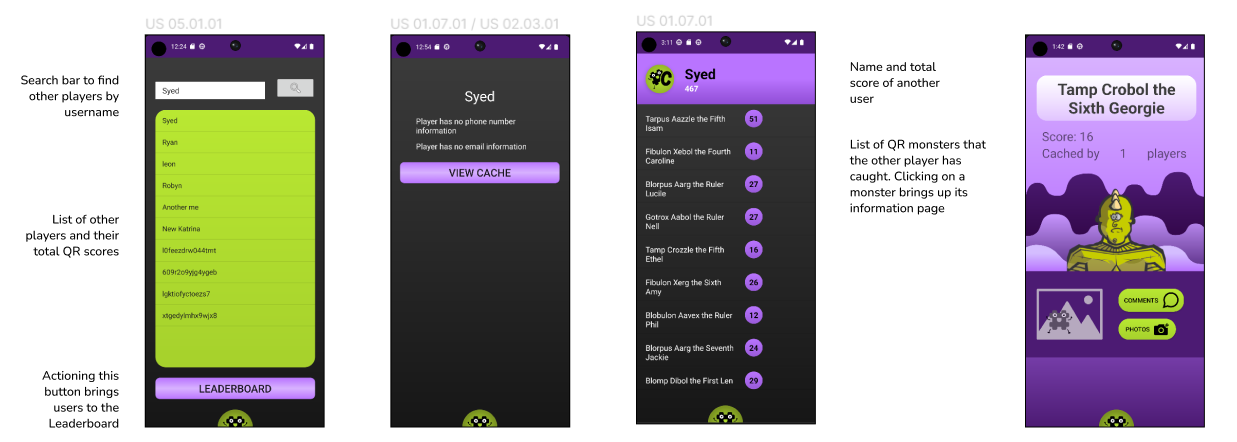 US 05.01.01
Search bar to find
other players by
username
List of other
players and their
total QR scores
Actioning this
button brings
users to the
Leaderboard
12:24
Syed
Syed
Ryan
leon
Robyn
Another me
New Katrina
l0feezdrw044tmt
609r2o9yjg4ygeb
lgktiofyctoezs7
xtgedylmhx9wjx8
LEADERBOARD
US 01.07.01 / US 02.03.01
12:54
Syed
Player has no phone number
information
Player has no email information
VIEW CACHE
US 01.07.01
3:11
C
Syed
467
Tarpus Aazzle the Fifth
Isam
51
Fibulon Xebol the Fourth
Caroline
11
Blorpus Aarg the Ruler
Lucile
27
Gotrox Aabol the Ruler
Nell
27
Tamp Crozzle the Fifth
Ethel
16
Fibulon Xerg the Sixth
Amy
26
Blobulon Aavex the Ruler
Phil
12
Blorpus Aarg the Seventh
Jackie
24
Blomp Dibol the First Len
29
Name and total
score of another
user
List of QR monsters that
the other player has
caught. Clicking on a
monster brings up its
information page
1:42
Tamp Crobol the
Sixth Georgie
Score: 16
Cached by 1 players
COMMENTS
PHOTOS